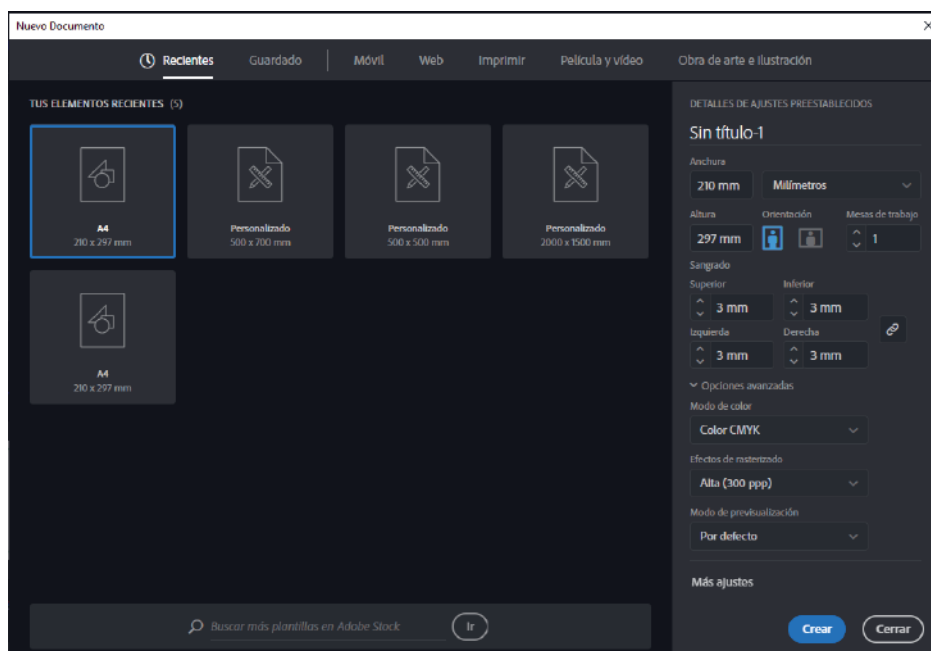 Nuevo Documento
Recientes Guardado Móvil Web Imprimir Película y vídeo Obra de arte e ilustración
TUS ELEMENTOS RECIENTES (5)
A4
210 x 297 mm
Personalizado
500 x 700 mm
Personalizado
500 x 500 mm
Personalizado
2000 x 1500 mm
A4
210 x 297 mm
Buscar más plantillas en Adobe Stock Ir
DETALLES DE AJUSTES PREESTABLECIDOS
Sin título-1
Anchura
210 mm Milímetros
Altura Orientación Mesas de trabajo
297 mm 1
Sangrado
Superior Inferior
3 mm 3 mm
Izquierda Derecha
3 mm 3 mm
Opciones avanzadas
Modo de color
Color CMYK
Efectos de rasterizado
Alta (300 ppp)
Modo de previsualización
Por defecto
Más ajustes
Crear Cerrar